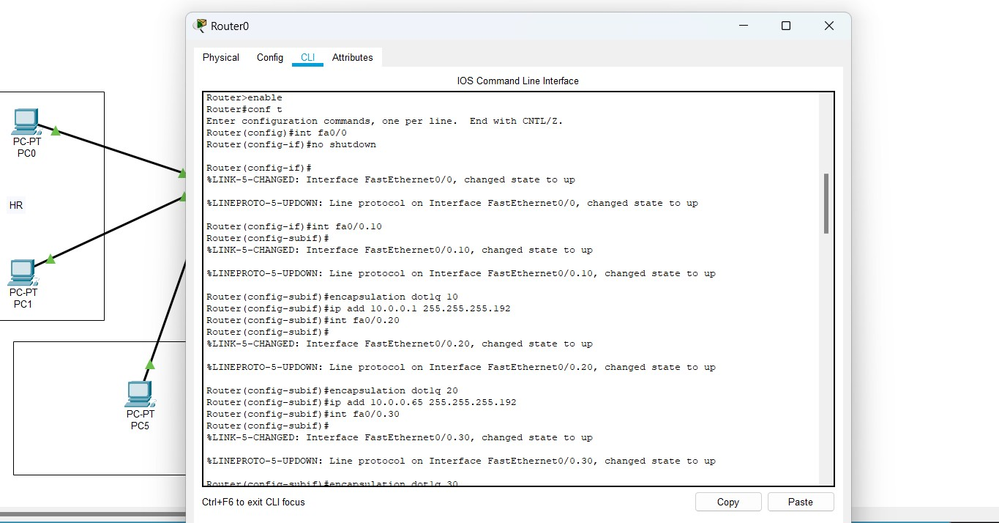 Router0
Physical Config CLI Attributes
IOS Command Line Interface
Router>enable
Router#conf t
Enter configuration commands, one per line.  End with CNTL/Z.
Router(config)#int fa0/0
Router(config-if)#no shutdown
Router(config-if)#
%LINK-5-CHANGED: Interface FastEthernet0/0, changed state to up
%LINEPROTO-5-UPDOWN: Line protocol on Interface FastEthernet0/0, changed state to up
Router(config-if)#int fa0/0.10
Router(config-subif)#
%LINK-5-CHANGED: Interface FastEthernet0/0.10, changed state to up
%LINEPROTO-5-UPDOWN: Line protocol on Interface FastEthernet0/0.10, changed state to up
Router(config-subif)#encapsulation dot1q 10
Router(config-subif)#ip add 10.0.0.1 255.255.255.192
Router(config-subif)#int fa0/0.20
Router(config-subif)#
%LINK-5-CHANGED: Interface FastEthernet0/0.20, changed state to up
%LINEPROTO-5-UPDOWN: Line protocol on Interface FastEthernet0/0.20, changed state to up
Router(config-subif)#encapsulation dot1q 20
Router(config-subif)#ip add 10.0.0.65 255.255.255.192
Router(config-subif)#int fa0/0.30
Router(config-subif)#
%LINK-5-CHANGED: Interface FastEthernet0/0.30, changed state to up
%LINEPROTO-5-UPDOWN: Line protocol on Interface FastEthernet0/0.30, changed state to up
Router(config-subif)#encapsulation dot1q 30
Ctrl+F6 to exit CLI focus
Copy
Paste
PC-PT
PC0
HR
PC-PT
PC1
PC-PT
PC5